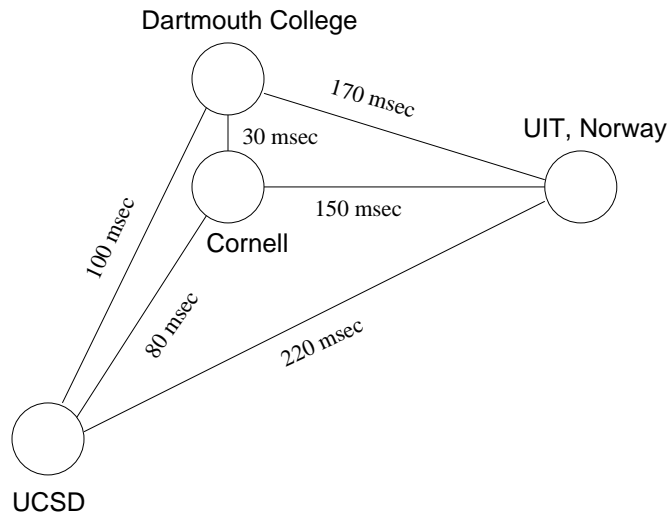 Dartmouth College
170 msec
UIT, Norway
30 msec
150 msec
Cornell
100 msec
80 msec
220 msec
UCSD